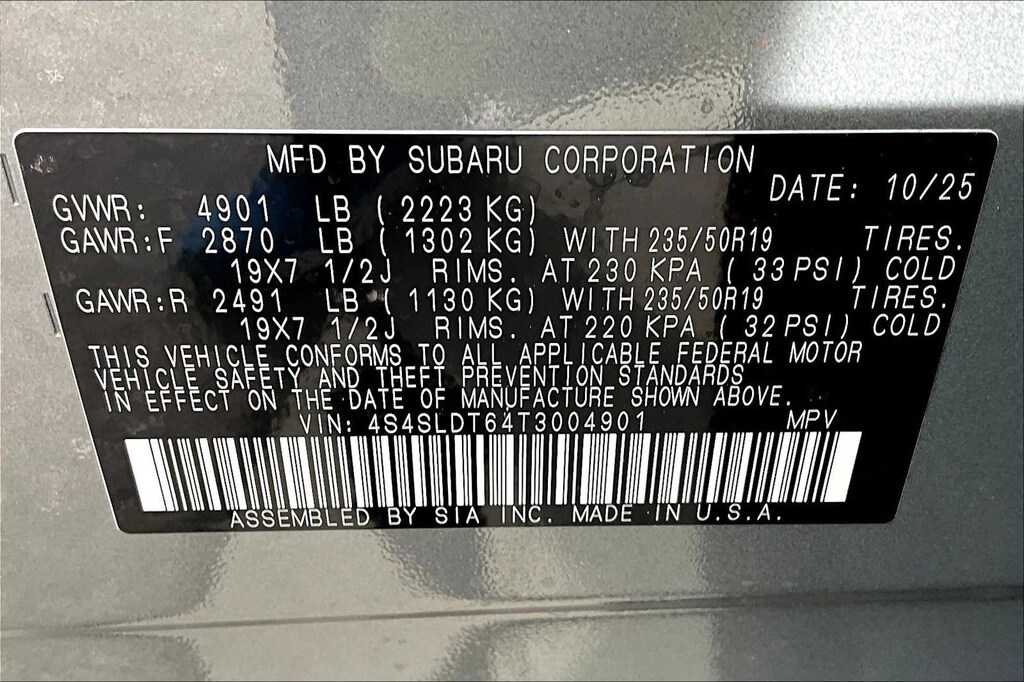 MFD BY SUBARU CORPORATION
DATE: 10/25
GVWR: 4901 LB ( 2223 KG)
GAWR:F 2870 LB ( 1302 KG) WITH 235/50R19 TIRES.
19X7 1/2J RIMS. AT 230 KPA ( 33 PSI) COLD
GAWR:R 2491 LB ( 1130 KG) WITH 235/50R19 TIRES.
19X7 1/2J RIMS. AT 220 KPA ( 32 PSI) COLD
THIS VEHICLE CONFORMS TO ALL APPLICABLE FEDERAL MOTOR
VEHICLE SAFETY AND THEFT PREVENTION STANDARDS
IN EFFECT ON THE DATE OF MANUFACTURE SHOWN ABOVE.
VIN: 4S4SLDT64T3004901 MPV
ASSEMBLED BY SIA INC. MADE IN U.S.A.